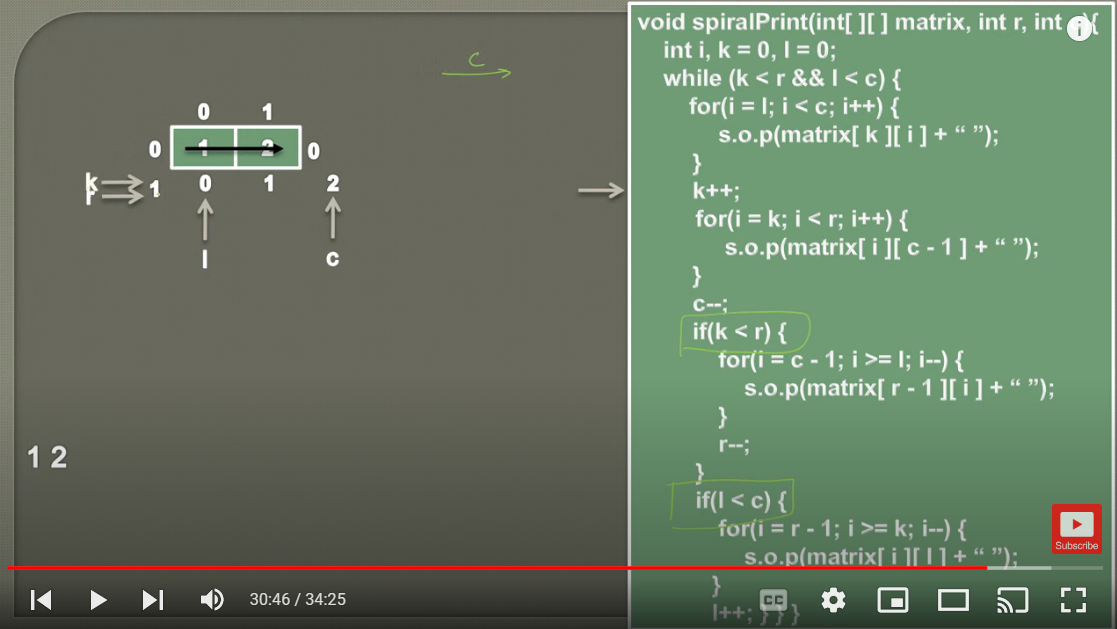 c
0 1
0 1 2 0
k
r
1
0 1 2
l c
1 2
void spiralPrint(int[ ][ ] matrix, int r, int c){
int i, k = 0, l = 0;
while (k < r && l < c) {
for(i = l; i < c; i++) {
s.o.p(matrix[ k ][ i ] + “ ”);
}
k++;
for(i = k; i < r; i++) {
s.o.p(matrix[ i ][ c - 1 ] + “ ”);
}
c--;
if(k < r) {
for(i = c - 1; i >= l; i--) {
s.o.p(matrix[ r - 1 ][ i ] + “ ”);
}
r--;
}
if(l < c) {
for(i = r - 1; i >= k; i--) {
s.o.p(matrix[ i ][ l ] + “ ”);
}
l++; } } }
Subscribe
30:46 / 34:25
CC